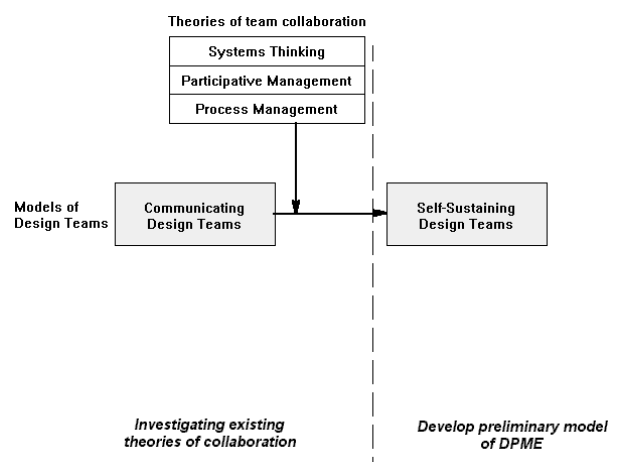 Theories of team collaboration
Systems Thinking
Participative Management
Process Management
Models of
Design Teams
Communicating
Design Teams
Self-Sustaining
Design Teams
Investigating existing
theories of collaboration
Develop preliminary model
of DPME